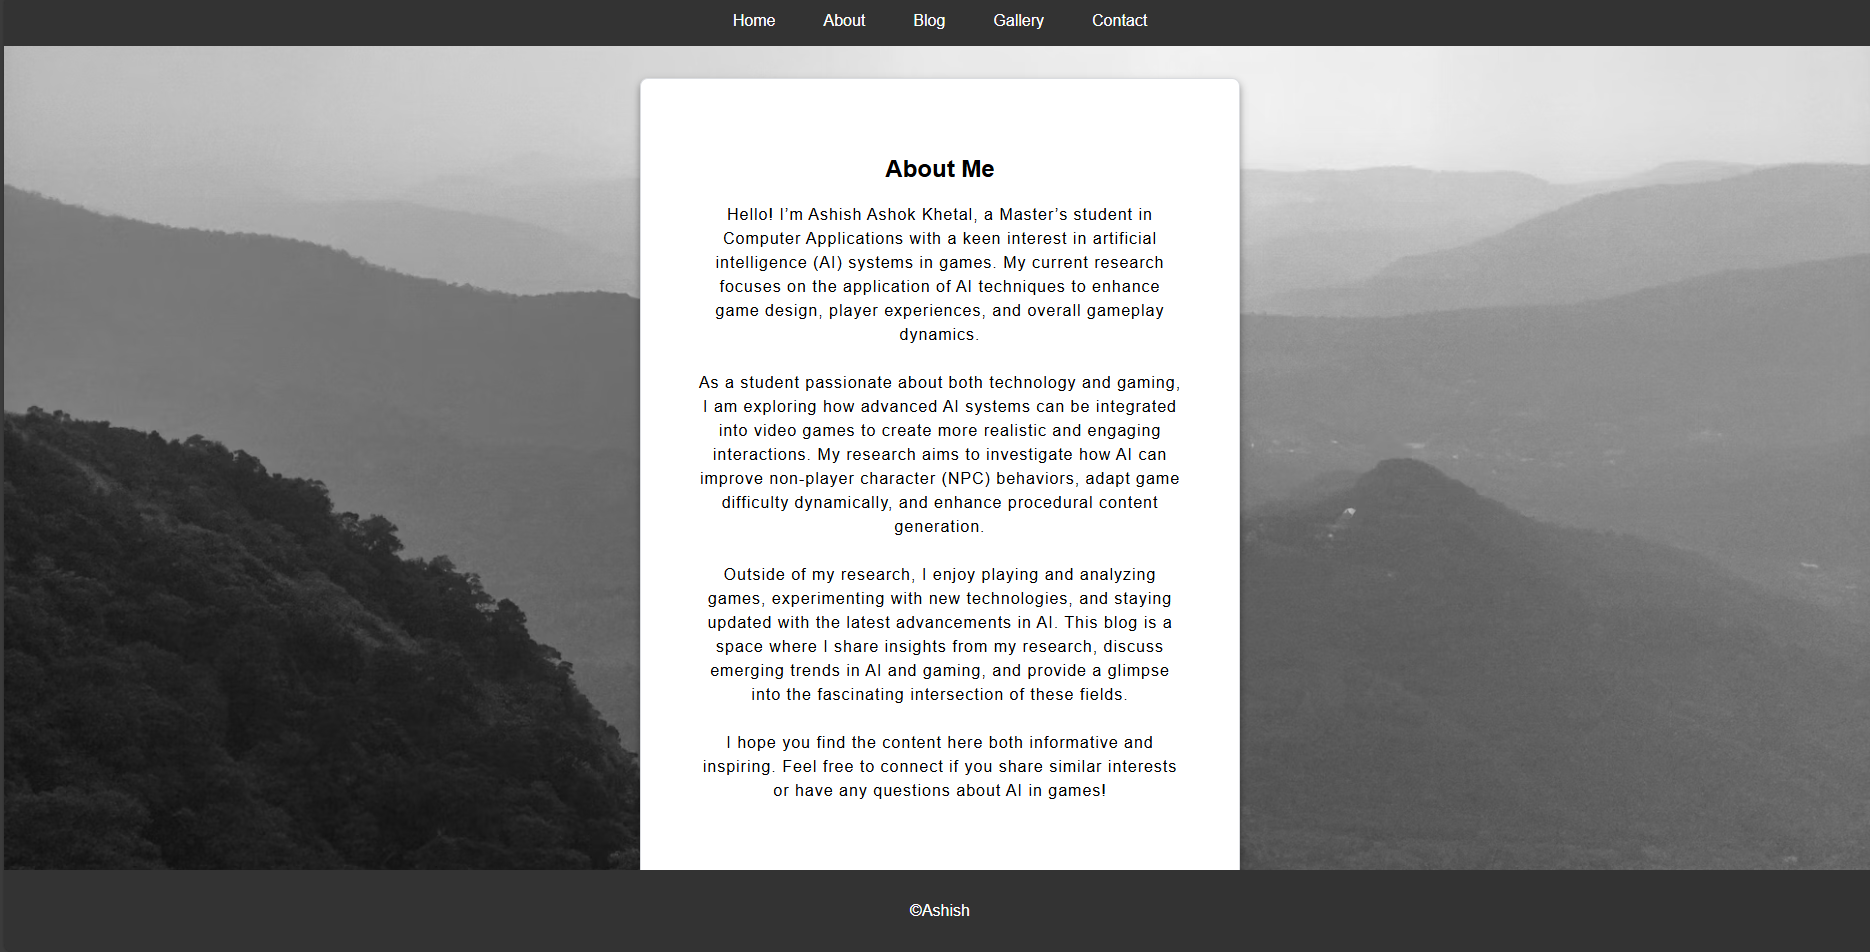 Home About Blog Gallery Contact
About Me
Hello! I’m Ashish Ashok Khetal, a Master’s student in
Computer Applications with a keen interest in artificial
intelligence (AI) systems in games. My current research
focuses on the application of AI techniques to enhance
game design, player experiences, and overall gameplay
dynamics.
As a student passionate about both technology and gaming,
I am exploring how advanced AI systems can be integrated
into video games to create more realistic and engaging
interactions. My research aims to investigate how AI can
improve non-player character (NPC) behaviors, adapt game
difficulty dynamically, and enhance procedural content
generation.
Outside of my research, I enjoy playing and analyzing
games, experimenting with new technologies, and staying
updated with the latest advancements in AI. This blog is a
space where I share insights from my research, discuss
emerging trends in AI and gaming, and provide a glimpse
into the fascinating intersection of these fields.
I hope you find the content here both informative and
inspiring. Feel free to connect if you share similar interests
or have any questions about AI in games!
©Ashish